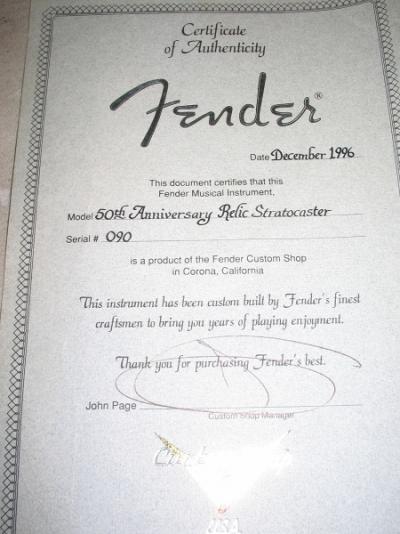 Certificate
of Authenticity
Fender®
Date December 1996
This document certifies that this
Fender Musical Instrument,
Model 50th Anniversary Relic Stratocaster
Serial # 090
is a product of the Fender Custom Shop
in Corona, California
This instrument has been custom built by Fender's finest
craftsmen to bring you years of playing enjoyment.
Thank you for purchasing Fender's best.
John Page
Custom Shop Manager
USA